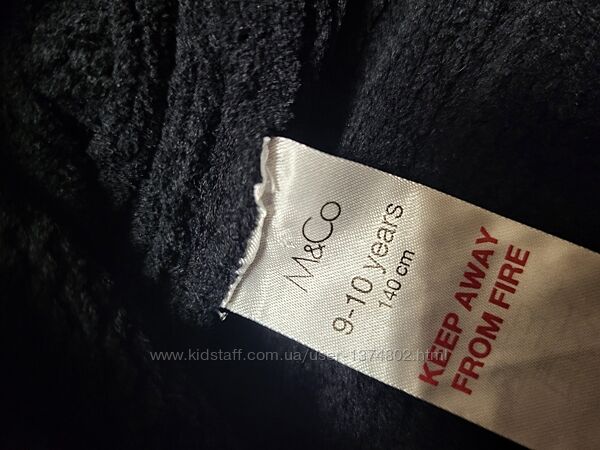 M&Co
9-10 years
140 cm
KEEP AWAY
FROM FIRE
www.kidstaff.com.ua/user-1374802.html